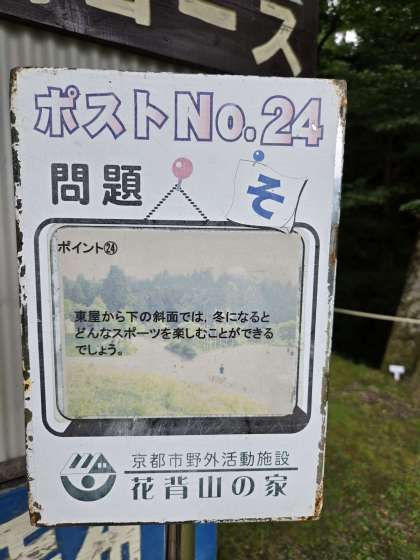 コース
ポストNo.24
問題
そ
ポイント㉔
東屋から下の斜面では，冬になると
どんなスポーツを楽しむことができる
でしょう。
京都市野外活動施設
花背山の家